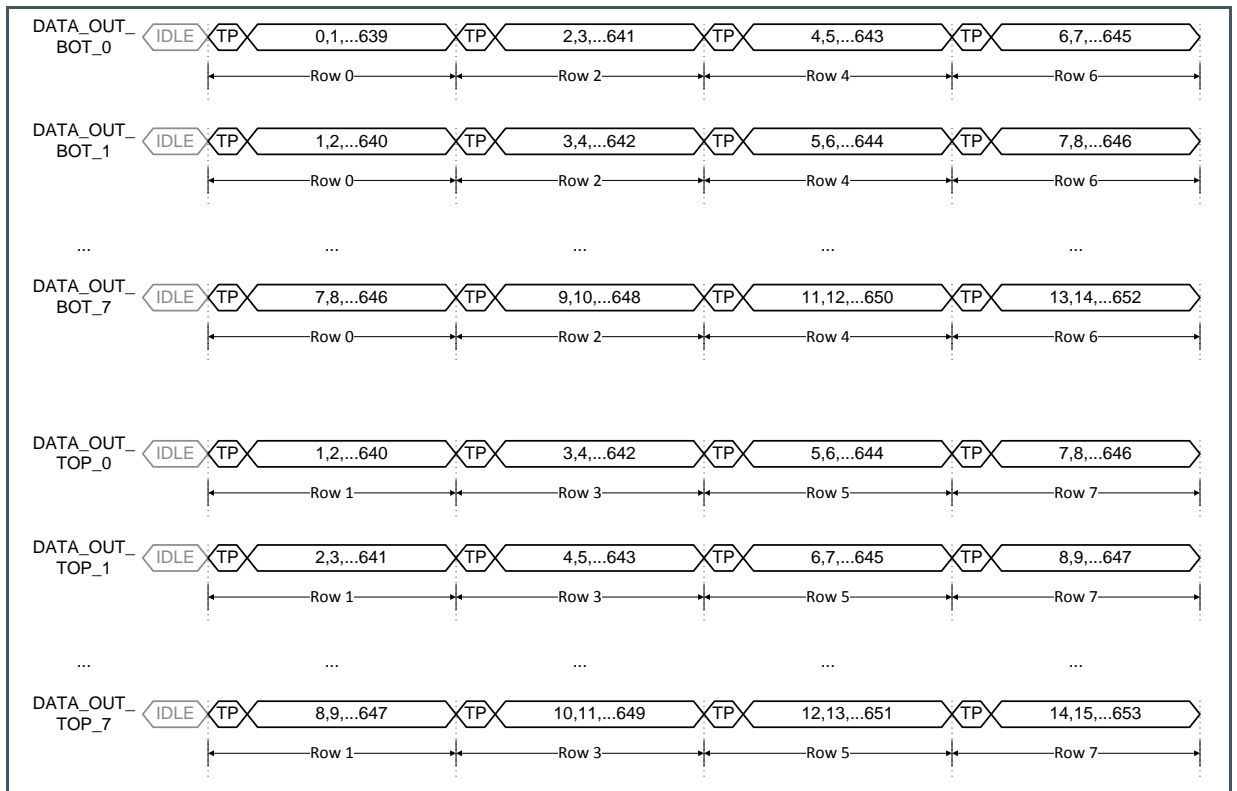 DATA_OUT_
BOT_0
IDLE TP 0,1,...639 TP 2,3,...641 TP 4,5,...643 TP 6,7,...645
Row 0 Row 2 Row 4 Row 6
DATA_OUT_
BOT_1
IDLE TP 1,2,...640 TP 3,4,...642 TP 5,6,...644 TP 7,8,...646
Row 0 Row 2 Row 4 Row 6
... ... ... ... ...
DATA_OUT_
BOT_7
IDLE TP 7,8,...646 TP 9,10,...648 TP 11,12,...650 TP 13,14,...652
Row 0 Row 2 Row 4 Row 6
DATA_OUT_
TOP_0
IDLE TP 1,2,...640 TP 3,4,...642 TP 5,6,...644 TP 7,8,...646
Row 1 Row 3 Row 5 Row 7
DATA_OUT_
TOP_1
IDLE TP 2,3,...641 TP 4,5,...643 TP 6,7,...645 TP 8,9,...647
Row 1 Row 3 Row 5 Row 7
... ... ... ... ...
DATA_OUT_
TOP_7
IDLE TP 8,9,...647 TP 10,11,...649 TP 12,13,...651 TP 14,15,...653
Row 1 Row 3 Row 5 Row 7